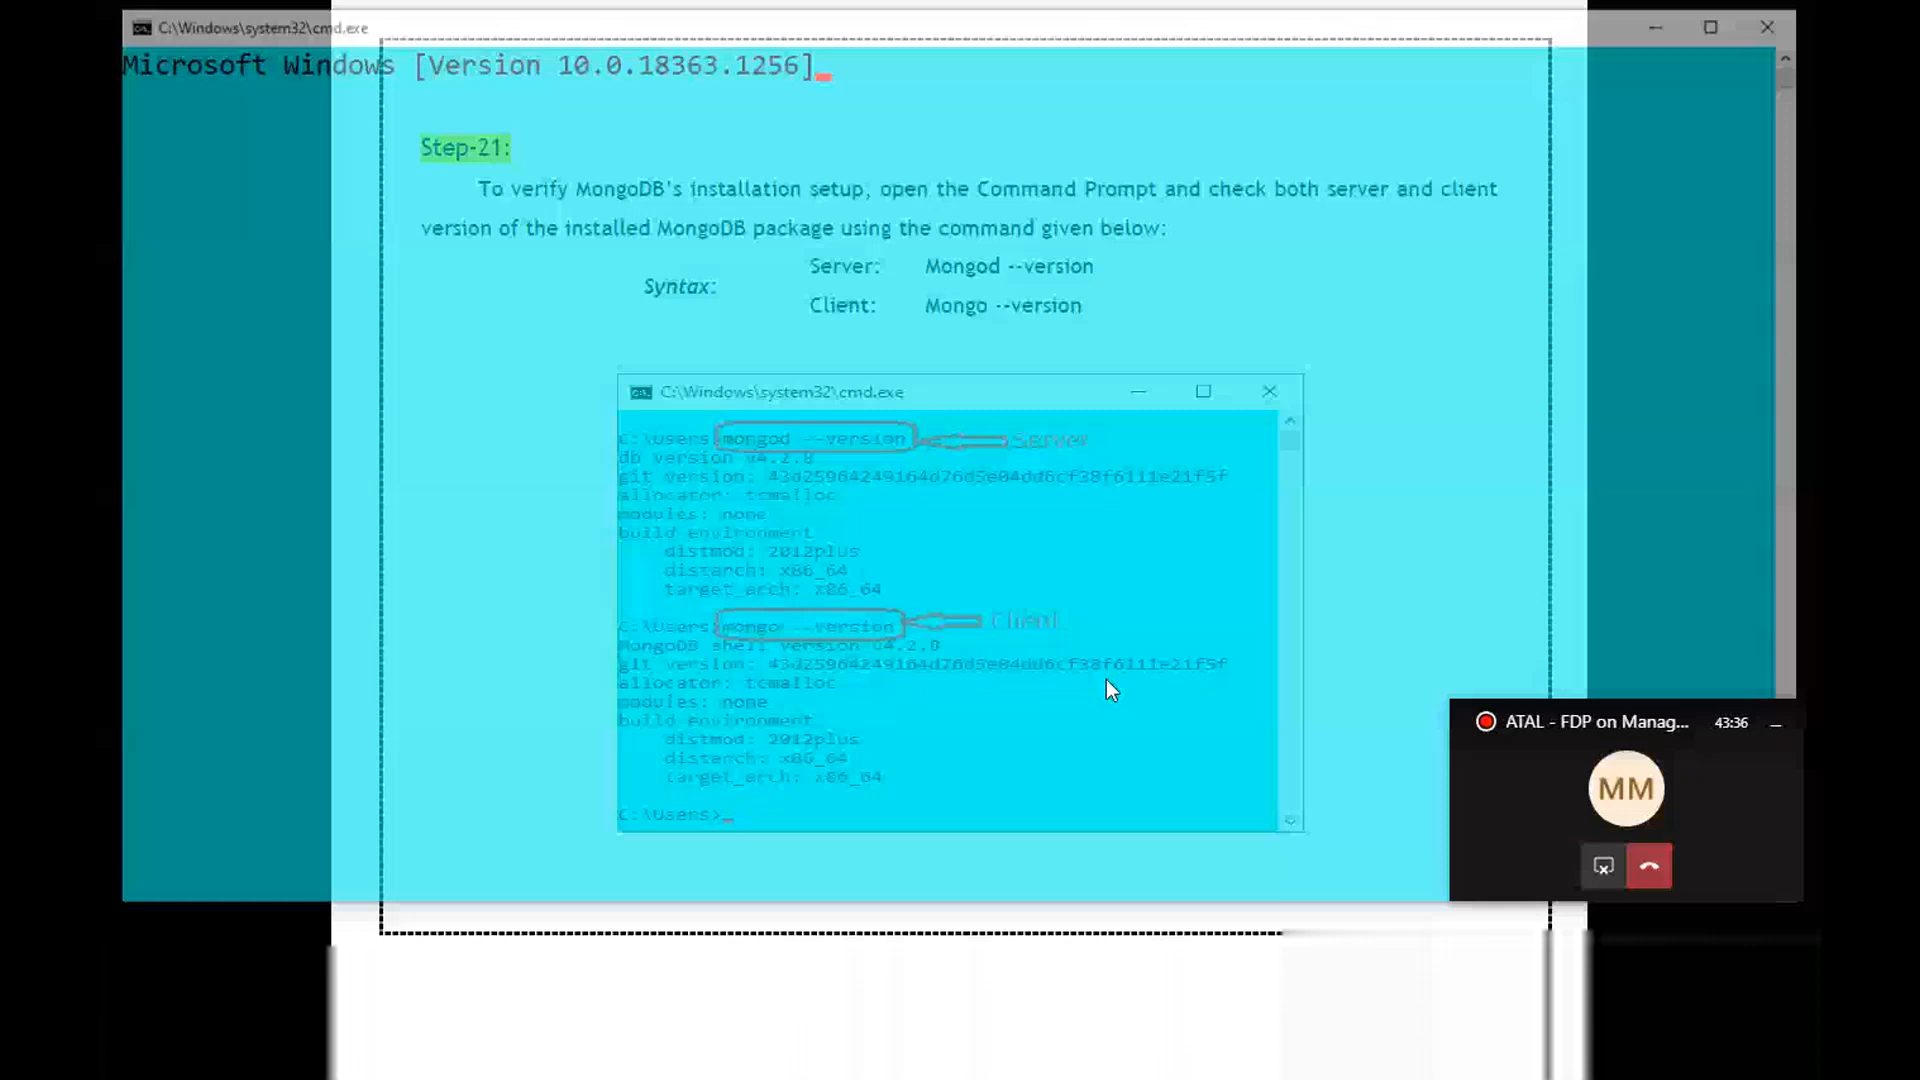 C:\Windows\system32\cmd.exe
Microsoft Windows [Version 10.0.18363.1256]
Step-21:
To verify MongoDB's installation setup, open the Command Prompt and check both server and client
version of the installed MongoDB package using the command given below:
Syntax:
Server: Mongod --version
Client: Mongo --version
C:\Windows\system32\cmd.exe
C:\Users mongod --version Server
db version v4.2.8
git version: 43d25964249164d76d5e04dd6cf38f6111e21f5f
allocator: tcmalloc
modules: none
build environment
distmod: 2012plus
distarch: x86_64
target_arch: x86_64
C:\Users mongo --version Client
MongoDB shell version v4.2.8
git version: 43d25964249164d76d5e04dd6cf38f6111e21f5f
allocator: tcmalloc
modules: none
build environment
distmod: 2012plus
distarch: x86_64
target_arch: x86_64
C:\Users>_
ATAL - FDP on Manag... 43:36
MM